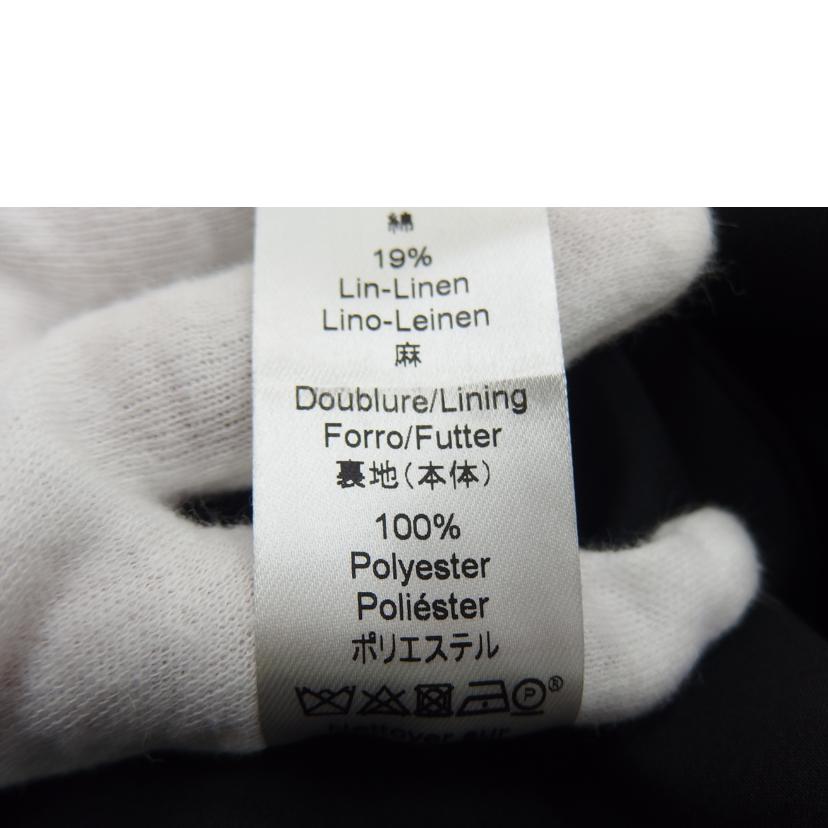 綿
19%
Lin-Linen
Lino-Leinen
麻
Doublure/Lining
Forro/Futter
裏地(本体)
100%
Polyester
Poliéster
ポリエステル
P ®